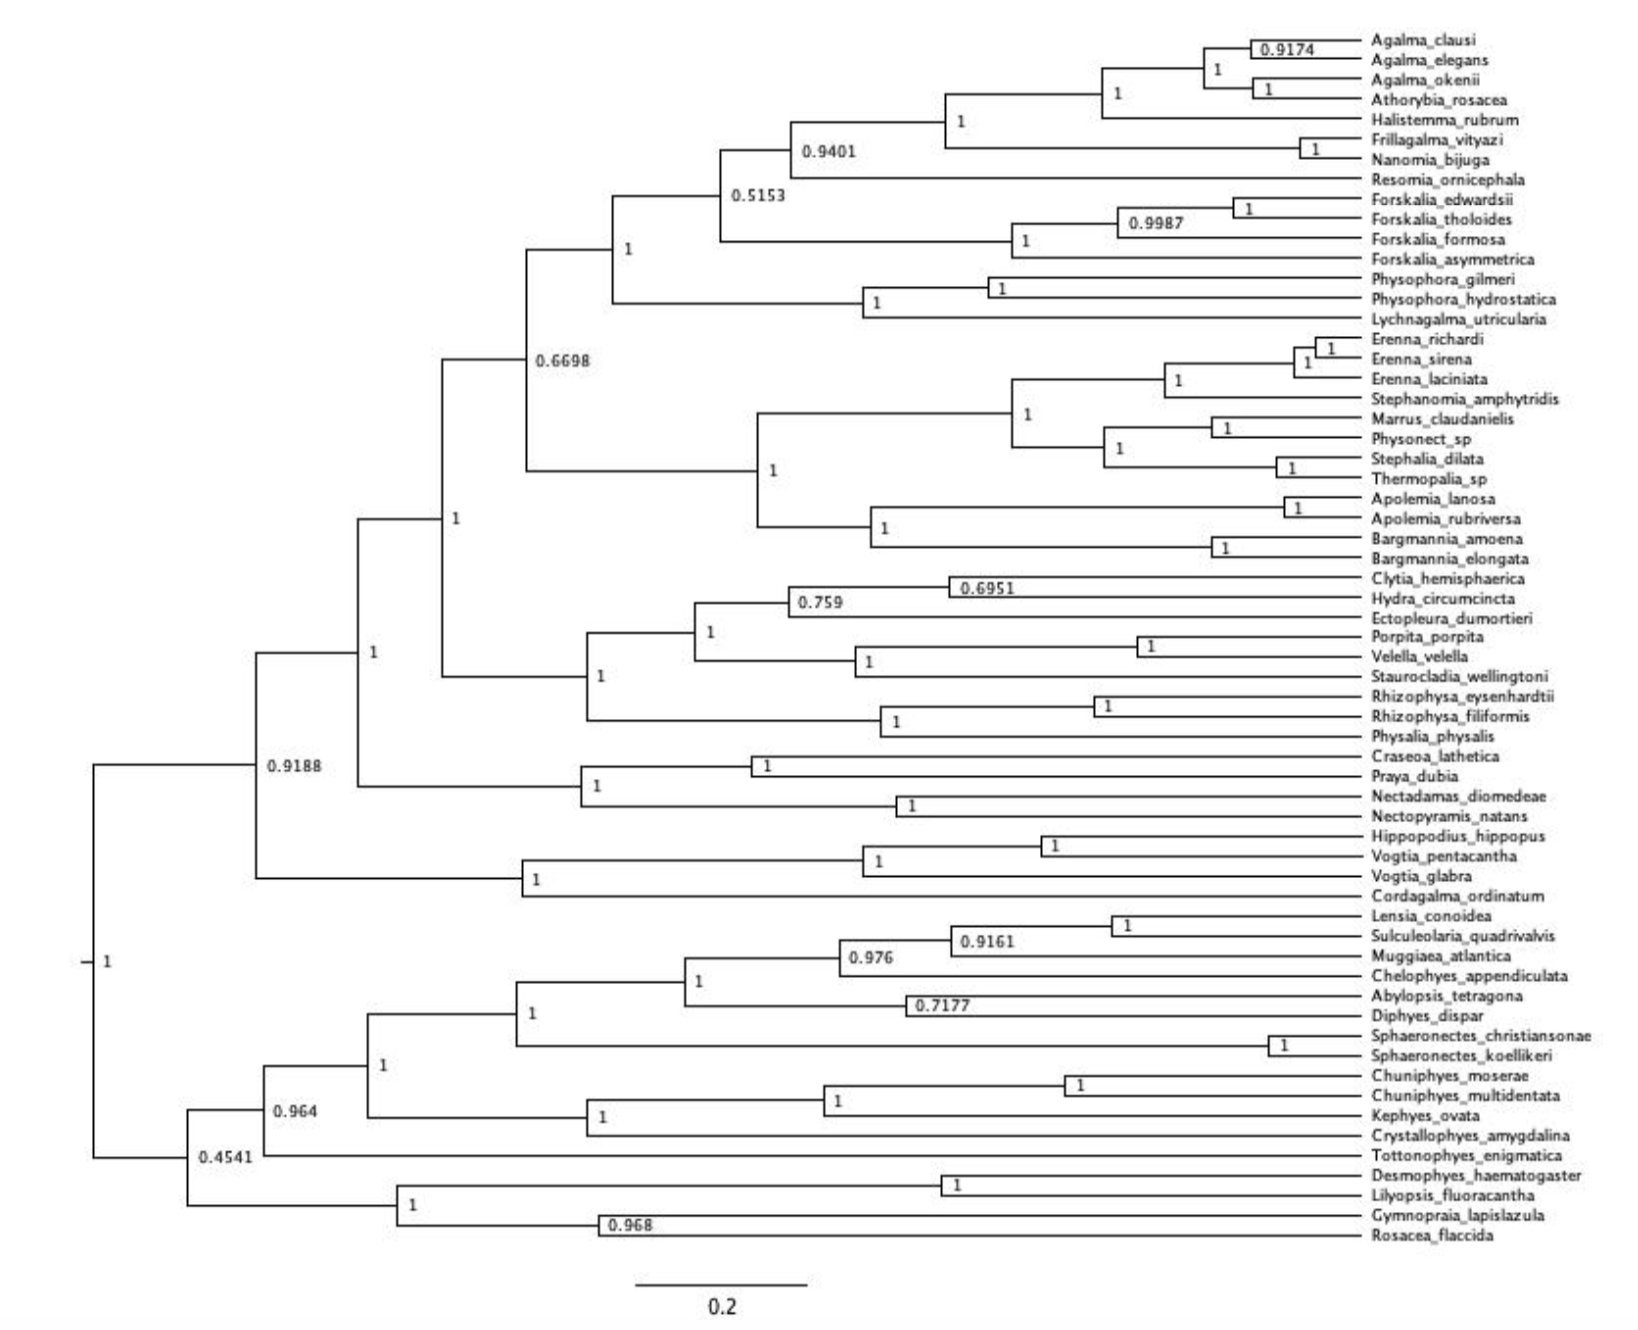 Agalma_clausi
0.9174
Agalma_elegans
1
Agalma_okenii
1
Athorybia_rosacea
1
Halistemma_rubrum
1
Frillagalma_vityazi
1
Nanomia_bijuga
0.9401
Resomia_ornicephala
0.5153
Forskalia_edwardsii
1
Forskalia_tholoides
0.9987
Forskalia_formosa
1
Forskalia_asymmetrica
1
Physophora_gilmeri
1
Physophora_hydrostatica
1
Lychnagalma_utricularia
Erenna_richardi
1
Erenna_sirena
1
0.6698
Erenna_laciniata
1
Stephanomia_amphytridis
1
Marrus_claudanielis
1
Physonect_sp
1
Stephalia_dilata
1
Thermopalia_sp
1
Apolemia_lanosa
1
Apolemia_rubriversa
1
1
Bargmannia_amoena
1
Bargmannia_elongata
Clytia_hemisphaerica
0.6951
Hydra_circumcincta
0.759
Ectopleura_dumortieri
1
Porpita_porpita
1
Velella_velella
1
1
Staurocladia_wellingtoni
1
Rhizophysa_eysenhardtii
1
Rhizophysa_filiformis
1
Physalia_physalis
Craseoa_lathetica
1
0.9188
Praya_dubia
1
Nectadamas_diomedeae
1
Nectopyramis_natans
Hippopodius_hippopus
1
Vogtia_pentacantha
1
Vogtia_glabra
1
Cordagalma_ordinatum
Lensia_conoidea
1
Sulculeolaria_quadrivalvis
0.9161
Muggiaea_atlantica
0.976
1
Chelophyes_appendiculata
1
Abylopsis_tetragona
0.7177
Diphyes_dispar
1
Sphaeronectes_christiansonae
1
Sphaeronectes_koellikeri
1
Chuniphyes_moserae
1
Chuniphyes_multidentata
1
0.964
Kephyes_ovata
1
Crystallophyes_amygdalina
Tottonophyes_enigmatica
0.4541
Desmophyes_haematogaster
1
Lilyopsis_fluoracantha
1
Gymnopraia_lapislazula
0.968
Rosacea_flaccida
0.2